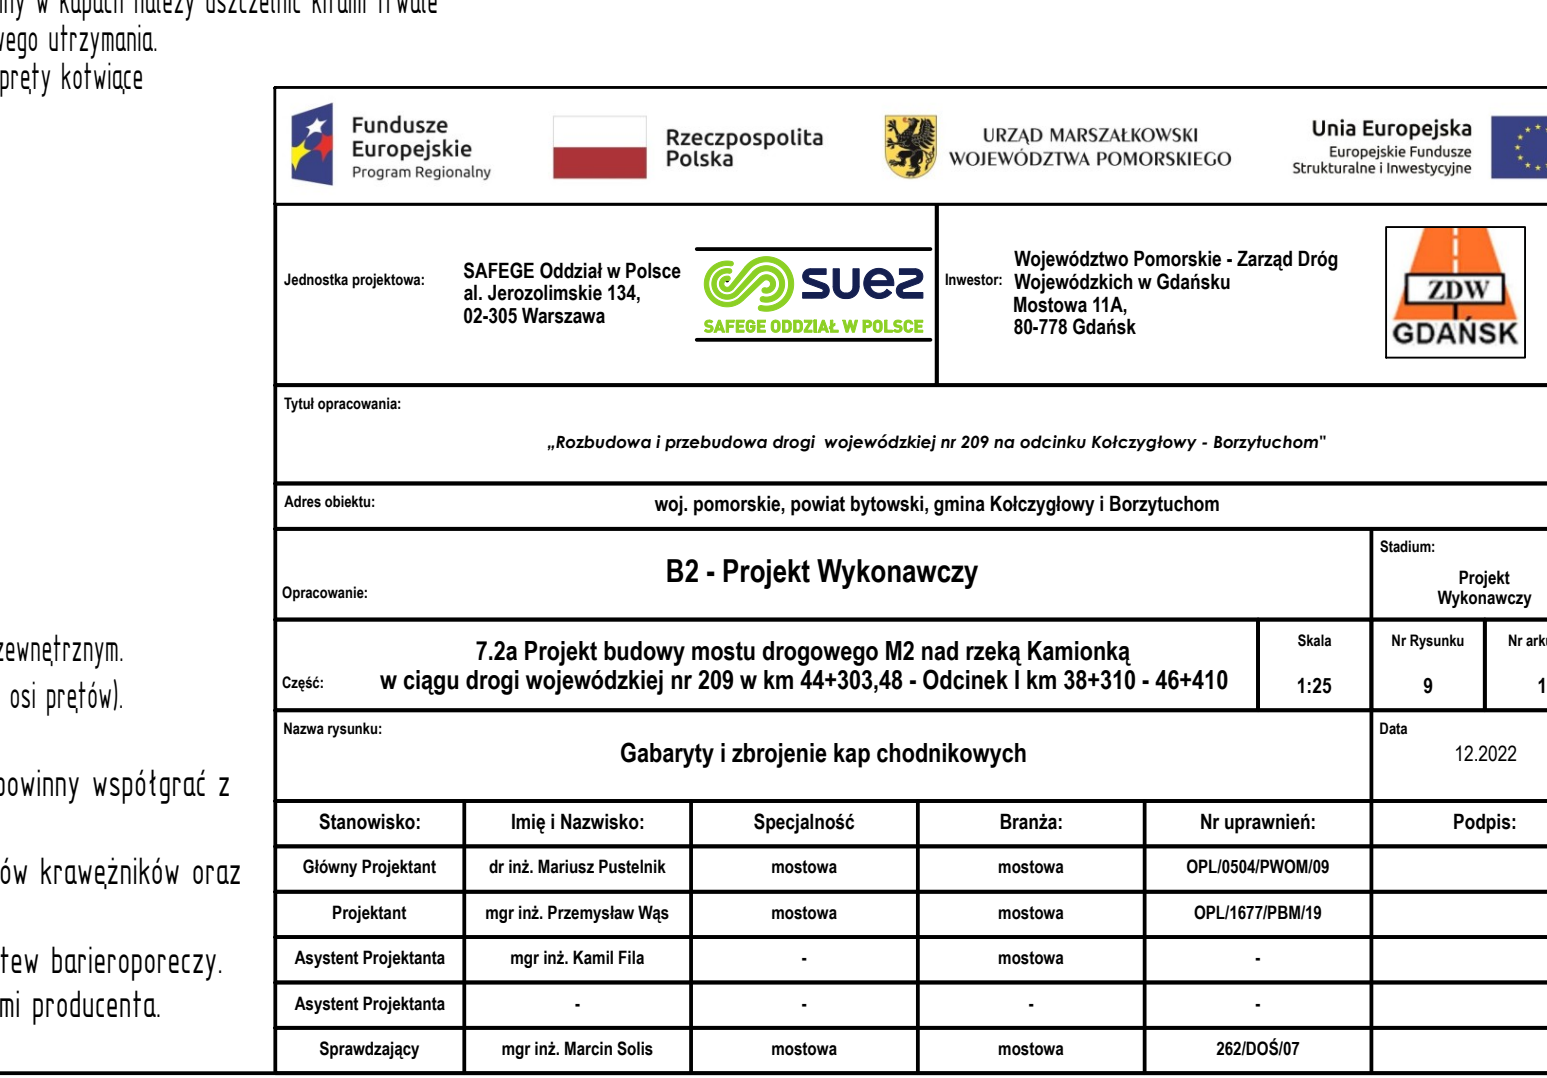 w kapach należy uszczelnić kitami trwale
utrzymania.
pręty kotwiące
Fundusze
Europejskie
Program Regionalny
Rzeczpospolita
Polska
URZĄD MARSZAŁKOWSKI
WOJEWÓDZTWA POMORSKIEGO
Unia Europejska
Europejskie Fundusze
Strukturalne i Inwestycyjne
Jednostka projektowa:
SAFEGE Oddział w Polsce
al. Jerozolimskie 134,
02-305 Warszawa
suez
SAFEGE ODDZIAŁ W POLSCE
Inwestor:
Województwo Pomorskie - Zarząd Dróg
Wojewódzkich w Gdańsku
Mostowa 11A,
80-778 Gdańsk
ZDW
GDAŃSK
Tytuł opracowania:
„Rozbudowa i przebudowa drogi wojewódzkiej nr 209 na odcinku Kołczygłowy - Borzytuchom"
Adres obiektu:
woj. pomorskie, powiat bytowski, gmina Kołczygłowy i Borzytuchom
Opracowanie:
B2 - Projekt Wykonawczy
Stadium:
Projekt
Wykonawczy
Część:
7.2a Projekt budowy mostu drogowego M2 nad rzeką Kamionką
w ciągu drogi wojewódzkiej nr 209 w km 44+303,48 - Odcinek I km 38+310 - 46+410
Skala
1:25
Nr Rysunku
9
Nr
1
Nazwa rysunku:
Gabaryty i zbrojenie kap chodnikowych
Data
12.2022
osi prętów).
powinny współgrać z
krawężników oraz
barieroporeczy.
producenta.
Stanowisko: Imię i Nazwisko: Specjalność Branża: Nr uprawnień: Podpis:
Główny Projektant dr inż. Mariusz Pustelnik mostowa mostowa OPL/0504/PWOM/09
Projektant mgr inż. Przemysław Wąs mostowa mostowa OPL/1677/PBM/19
Asystent Projektanta mgr inż. Kamil Fila - mostowa -
Asystent Projektanta - - - -
Sprawdzający mgr inż. Marcin Solis mostowa mostowa 262/DOŚ/07